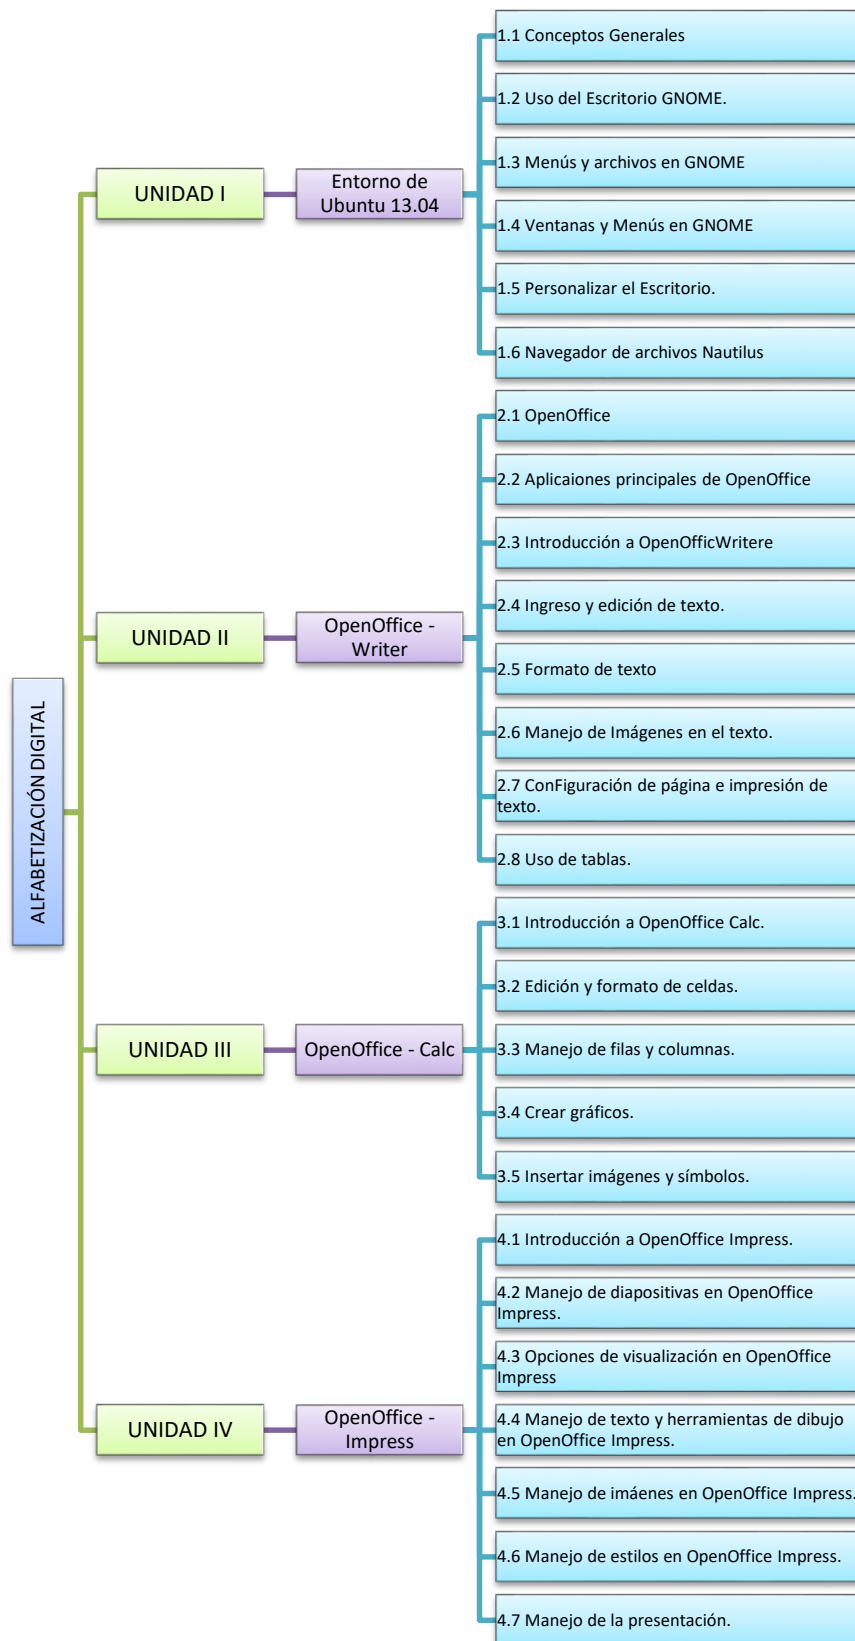 ALFABETIZACIÓN DIGITAL
UNIDAD I
Entorno de
Ubuntu 13.04
1.1 Conceptos Generales
1.2 Uso del Escritorio GNOME.
1.3 Menús y archivos en GNOME
1.4 Ventanas y Menús en GNOME
1.5 Personalizar el Escritorio.
1.6 Navegador de archivos Nautilus
UNIDAD II
OpenOffice -
Writer
2.1 OpenOffice
2.2 Aplicaiones principales de OpenOffice
2.3 Introducción a OpenOfficWritere
2.4 Ingreso y edición de texto.
2.5 Formato de texto
2.6 Manejo de Imágenes en el texto.
2.7 ConFiguración de página e impresión de
texto.
2.8 Uso de tablas.
UNIDAD III
OpenOffice - Calc
3.1 Introducción a OpenOffice Calc.
3.2 Edición y formato de celdas.
3.3 Manejo de filas y columnas.
3.4 Crear gráficos.
3.5 Insertar imágenes y símbolos.
UNIDAD IV
OpenOffice -
Impress
4.1 Introducción a OpenOffice Impress.
4.2 Manejo de diapositivas en OpenOffice
Impress.
4.3 Opciones de visualización en OpenOffice
Impress
4.4 Manejo de texto y herramientas de dibujo
en OpenOffice Impress.
4.5 Manejo de imáenes en OpenOffice Impress.
4.6 Manejo de estilos en OpenOffice Impress.
4.7 Manejo de la presentación.